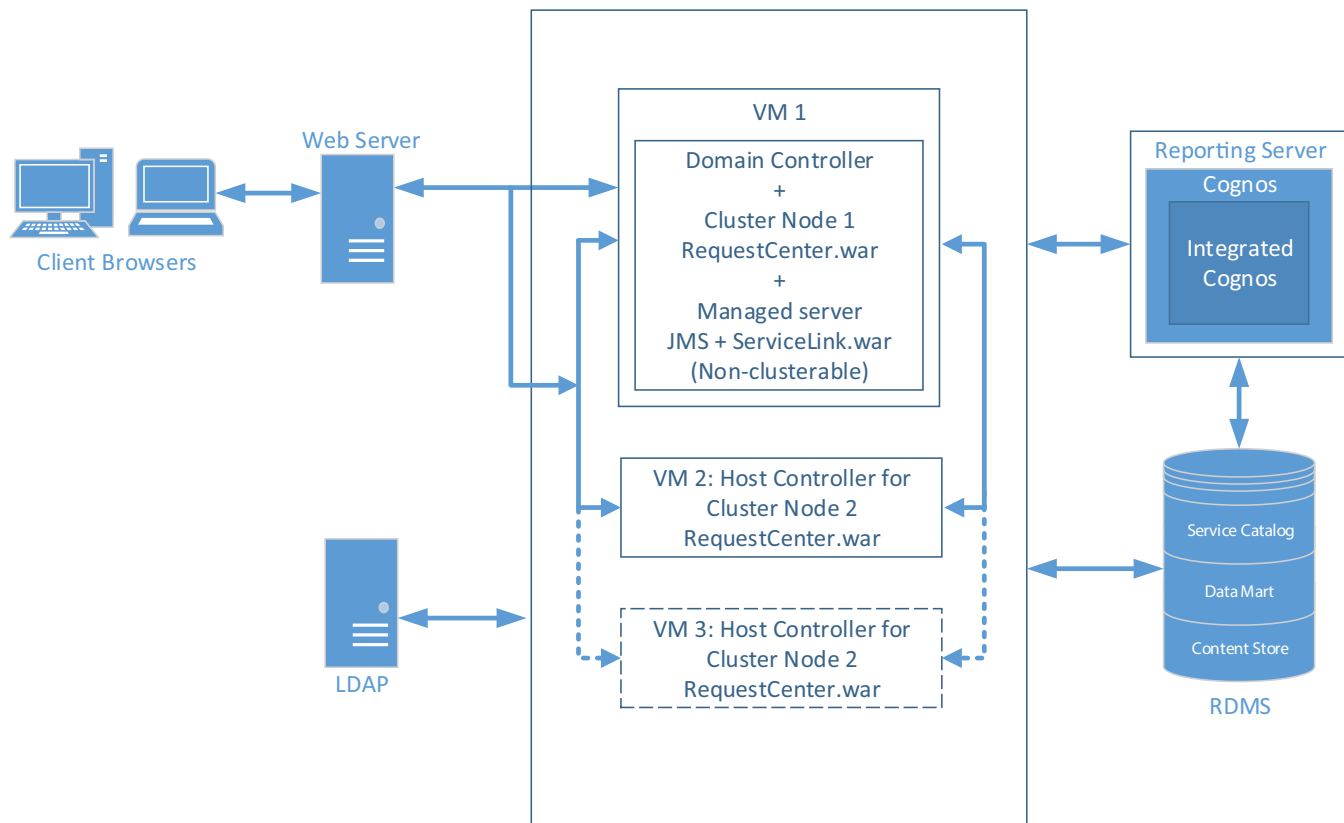 Client Browsers
Web Server
LDAP
VM 1
Domain Controller
+
Cluster Node 1
RequestCenter.war
+
Managed server
JMS + ServiceLink.war
(Non-clusterable)
VM 2: Host Controller for
Cluster Node 2
RequestCenter.war
VM 3: Host Controller for
Cluster Node 2
RequestCenter.war
Reporting Server
Cognos
Integrated
Cognos
Service Catalog
Data Mart
Content Store
RDMS